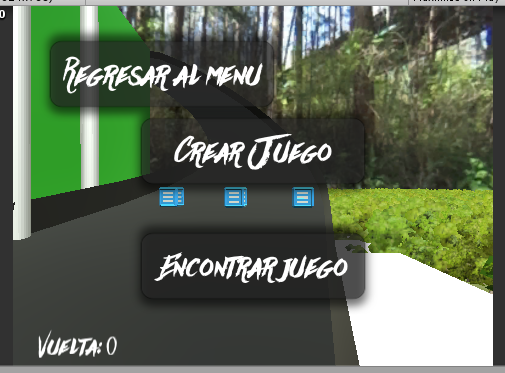 REGRESAR AL MENU
CREAR JUEGO
ENCONTRAR JUEGO
VUELTA: 0